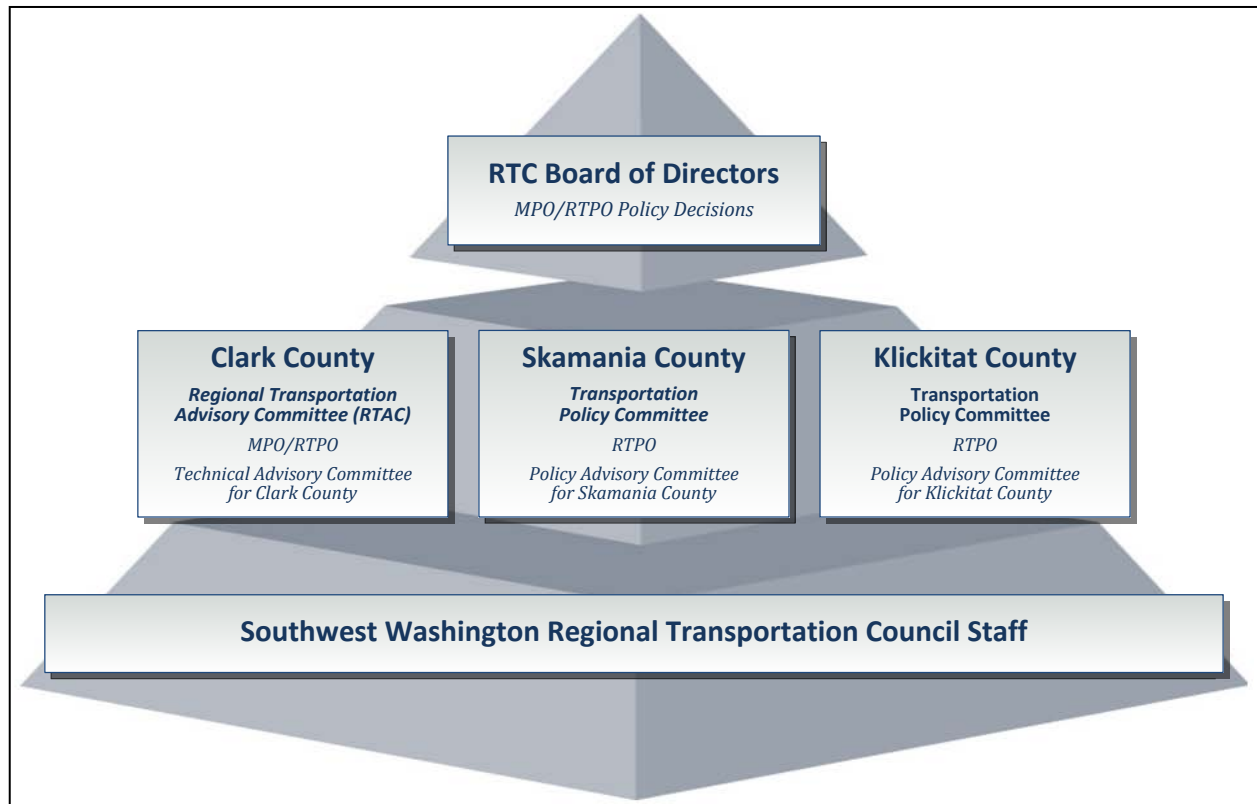 RTC Board of Directors
MPO/RTPO Policy Decisions
Clark County
Regional Transportation
Advisory Committee (RTAC)
MPO/RTPO
Technical Advisory Committee
for Clark County
Skamania County
Transportation
Policy Committee
RTPO
Policy Advisory Committee
for Skamania County
Klickitat County
Transportation
Policy Committee
RTPO
Policy Advisory Committee
for Klickitat County
Southwest Washington Regional Transportation Council Staff